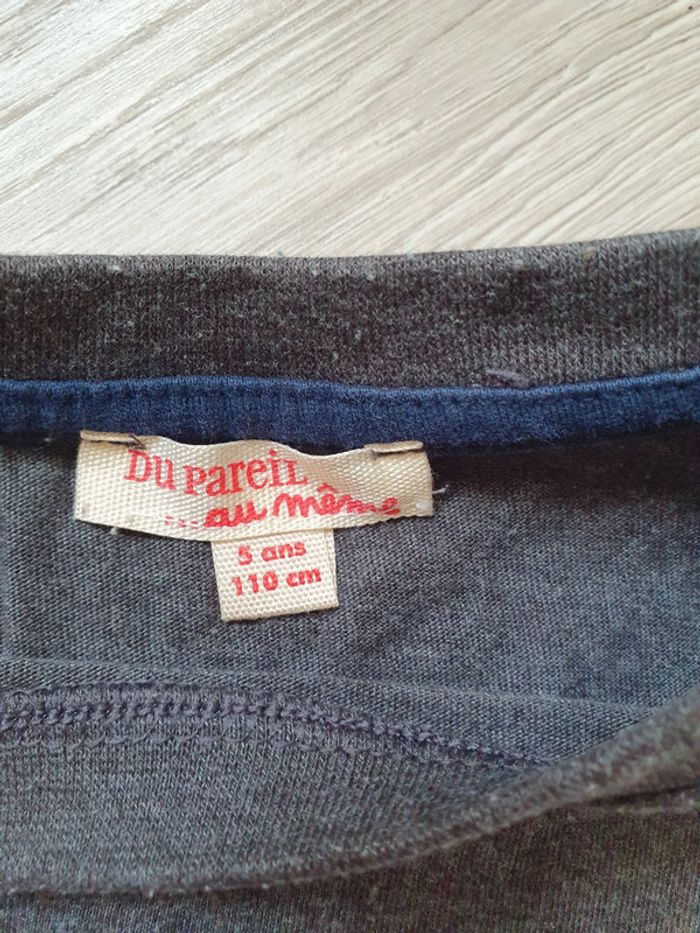 Du Pareil
...au même
5 ans
110 cm